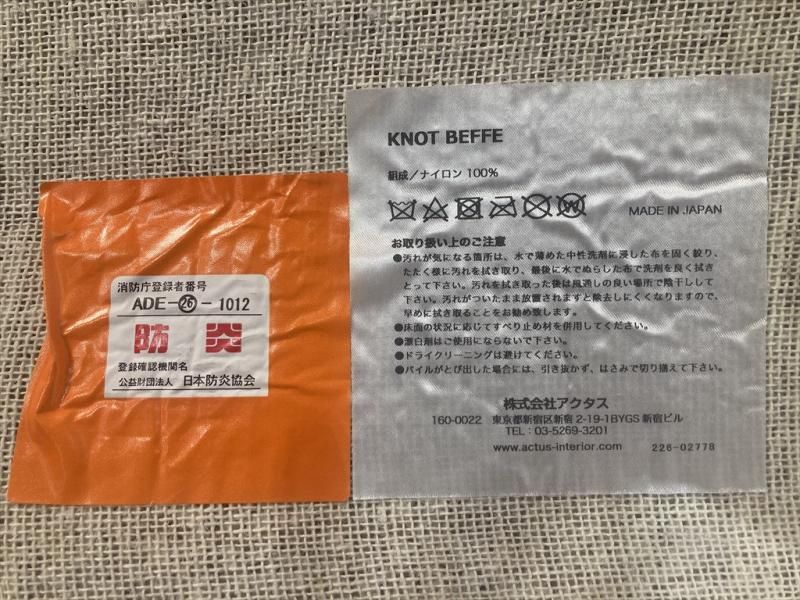 消防庁登録者番号
ADE-㉖-1012
防炎
登録確認機関名
公益財団法人 日本防炎協会
KNOT BEFFE
組成／ナイロン 100%
MADE IN JAPAN
お取り扱い上のご注意
●汚れが気になる箇所は、水で薄めた中性洗剤に浸した布を固く絞り、
たたく様に汚れを拭き取り、最後に水でぬらした布で洗剤を良く拭き
とって下さい。汚れを拭き取った後は風通しの良い場所で陰干しして
下さい。汚れがついたまま放置されますと除去しにくくなりますので、
早めに拭き取ることをお勧め致します。
●床面の状況に応じてすべり止め材を併用してください。
●漂白剤はご使用にならないで下さい。
●ドライクリーニングは避けてください。
●パイルがとび出した場合には、引き抜かず、はさみで切り揃えて下さい。
株式会社アクタス
160-0022 東京都新宿区新宿 2-19-1BYGS 新宿ビル
TEL：03-5269-3201
www.actus-interior.com 226-02778